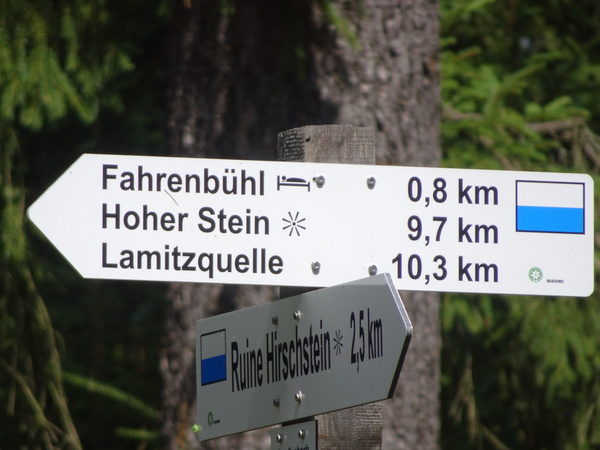 Fahrenbühl 0,8 km
Hoher Stein 9,7 km
Lamitzquelle 10,3 km
Ruine Hirschstein 2,5 km